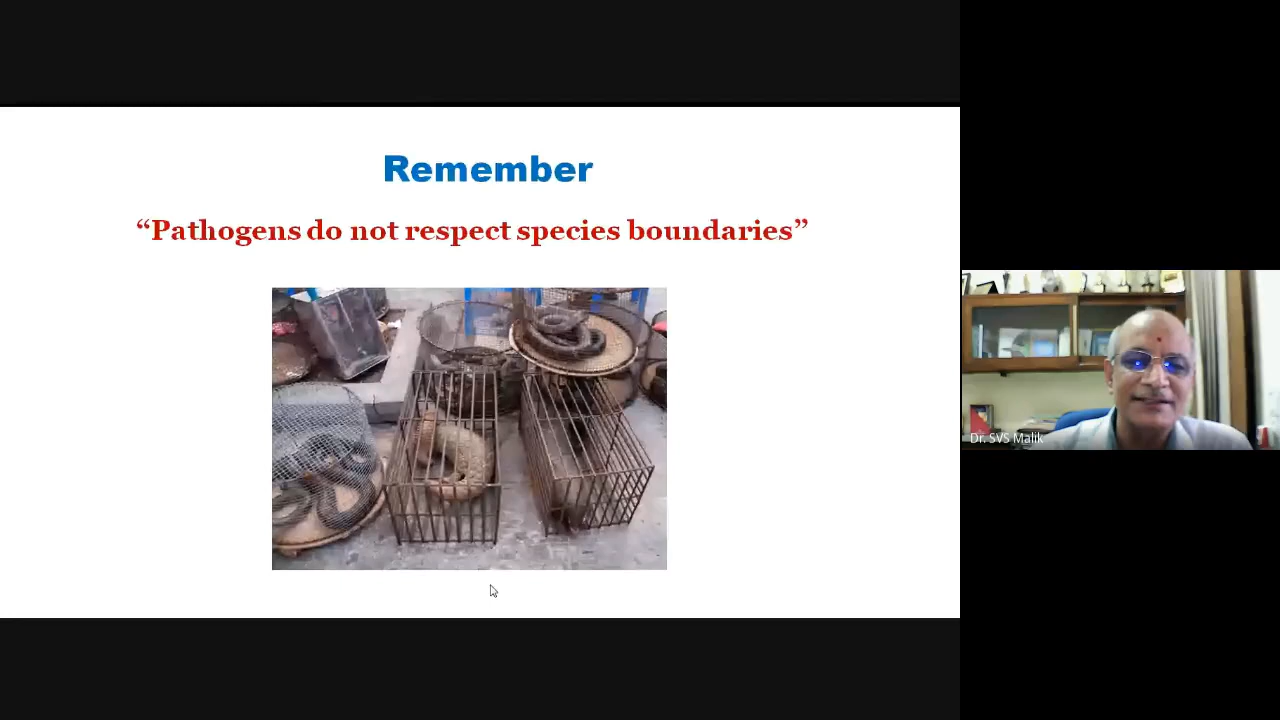 Remember
“Pathogens do not respect species boundaries”
Dr. SVS Malik